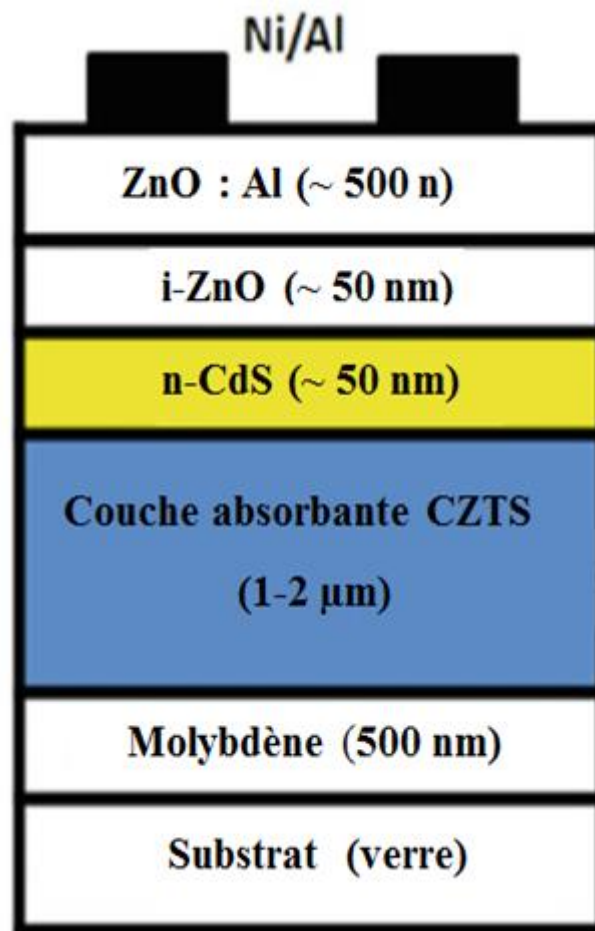 Ni/Al
ZnO : Al (~ 500 n)
i-ZnO (~ 50 nm)
n-CdS (~ 50 nm)
Couche absorbante CZTS
(1-2 µm)
Molybdène (500 nm)
Substrat (verre)